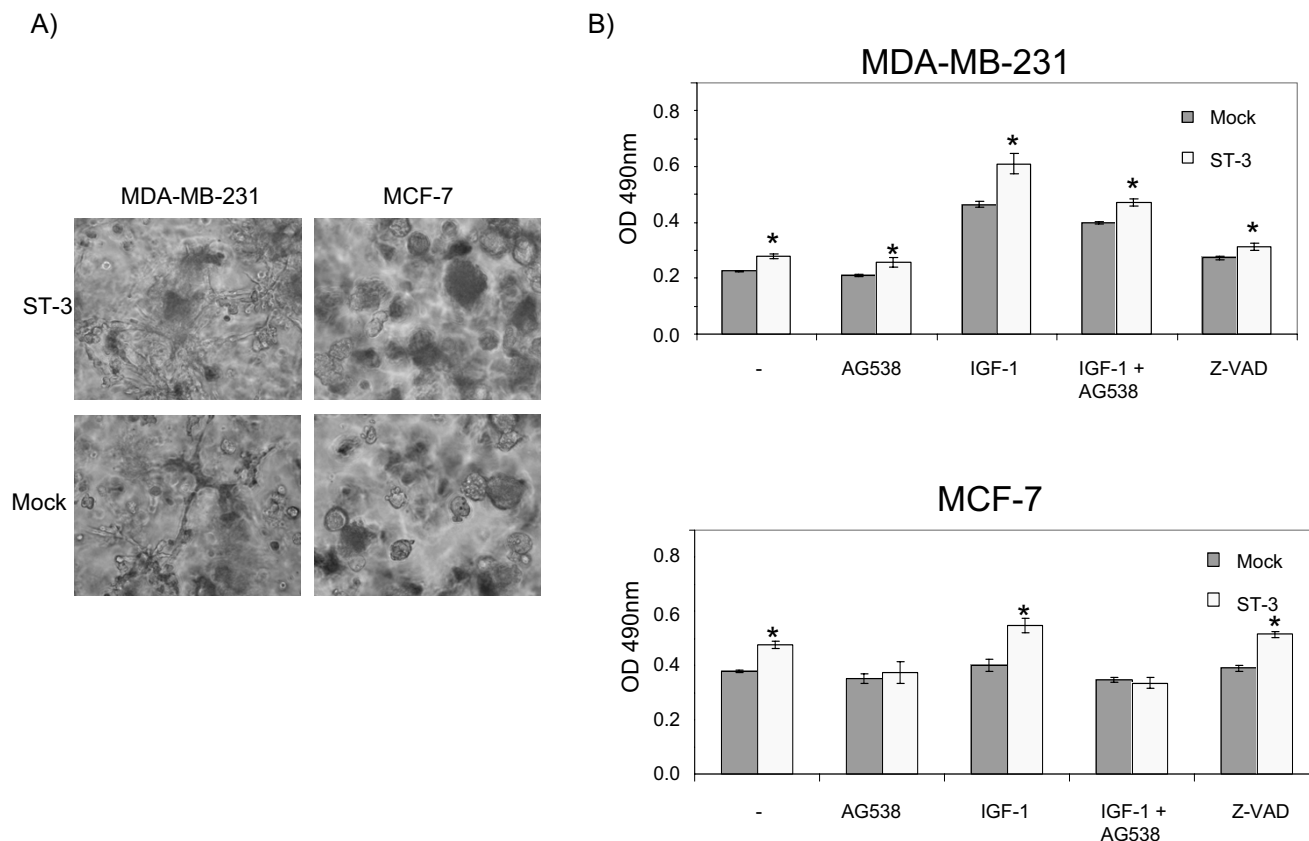 A)
MDA-MB-231 MCF-7
ST-3
Mock
B)
MDA-MB-231
OD 490nm
0.8
0.6
0.4
0.2
0.0
Mock
ST-3
* * * * *
- AG538 IGF-1 IGF-1 + Z-VAD
AG538
MCF-7
OD 490nm
0.8
0.6
0.4
0.2
0.0
Mock
ST-3
* * *
- AG538 IGF-1 IGF-1 + Z-VAD
AG538